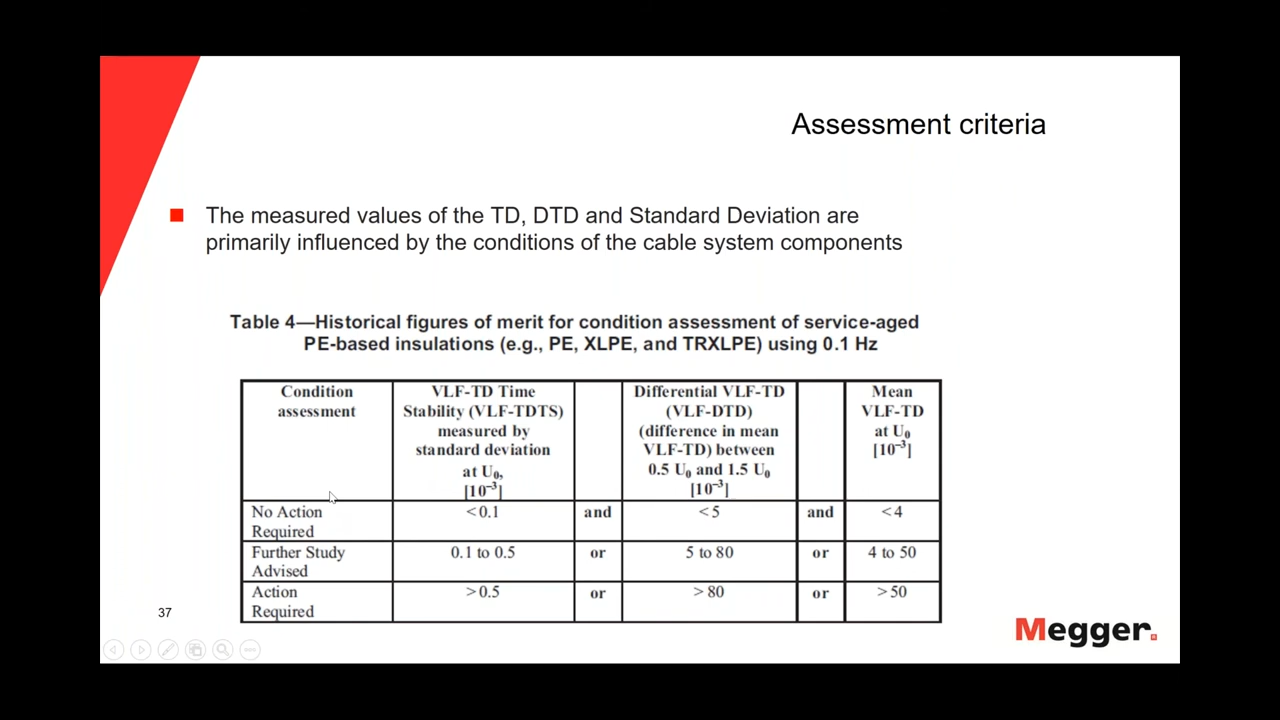 Assessment criteria
The measured values of the TD, DTD and Standard Deviation are
primarily influenced by the conditions of the cable system components
Table 4—Historical figures of merit for condition assessment of service-aged
PE-based insulations (e.g., PE, XLPE, and TRXLPE) using 0.1 Hz
Condition
assessment
VLF-TD Time
Stability (VLF-TDTS)
measured by
standard deviation
at U₀,
[10⁻³]
Differential VLF-TD
(VLF-DTD)
(difference in mean
VLF-TD) between
0.5 U₀ and 1.5 U₀
[10⁻³]
Mean
VLF-TD
at U₀
[10⁻³]
No Action
Required
<0.1
and
<5
and
<4
Further Study
Advised
0.1 to 0.5
or
5 to 80
or
4 to 50
Action
Required
>0.5
or
>80
or
>50
37
Megger.